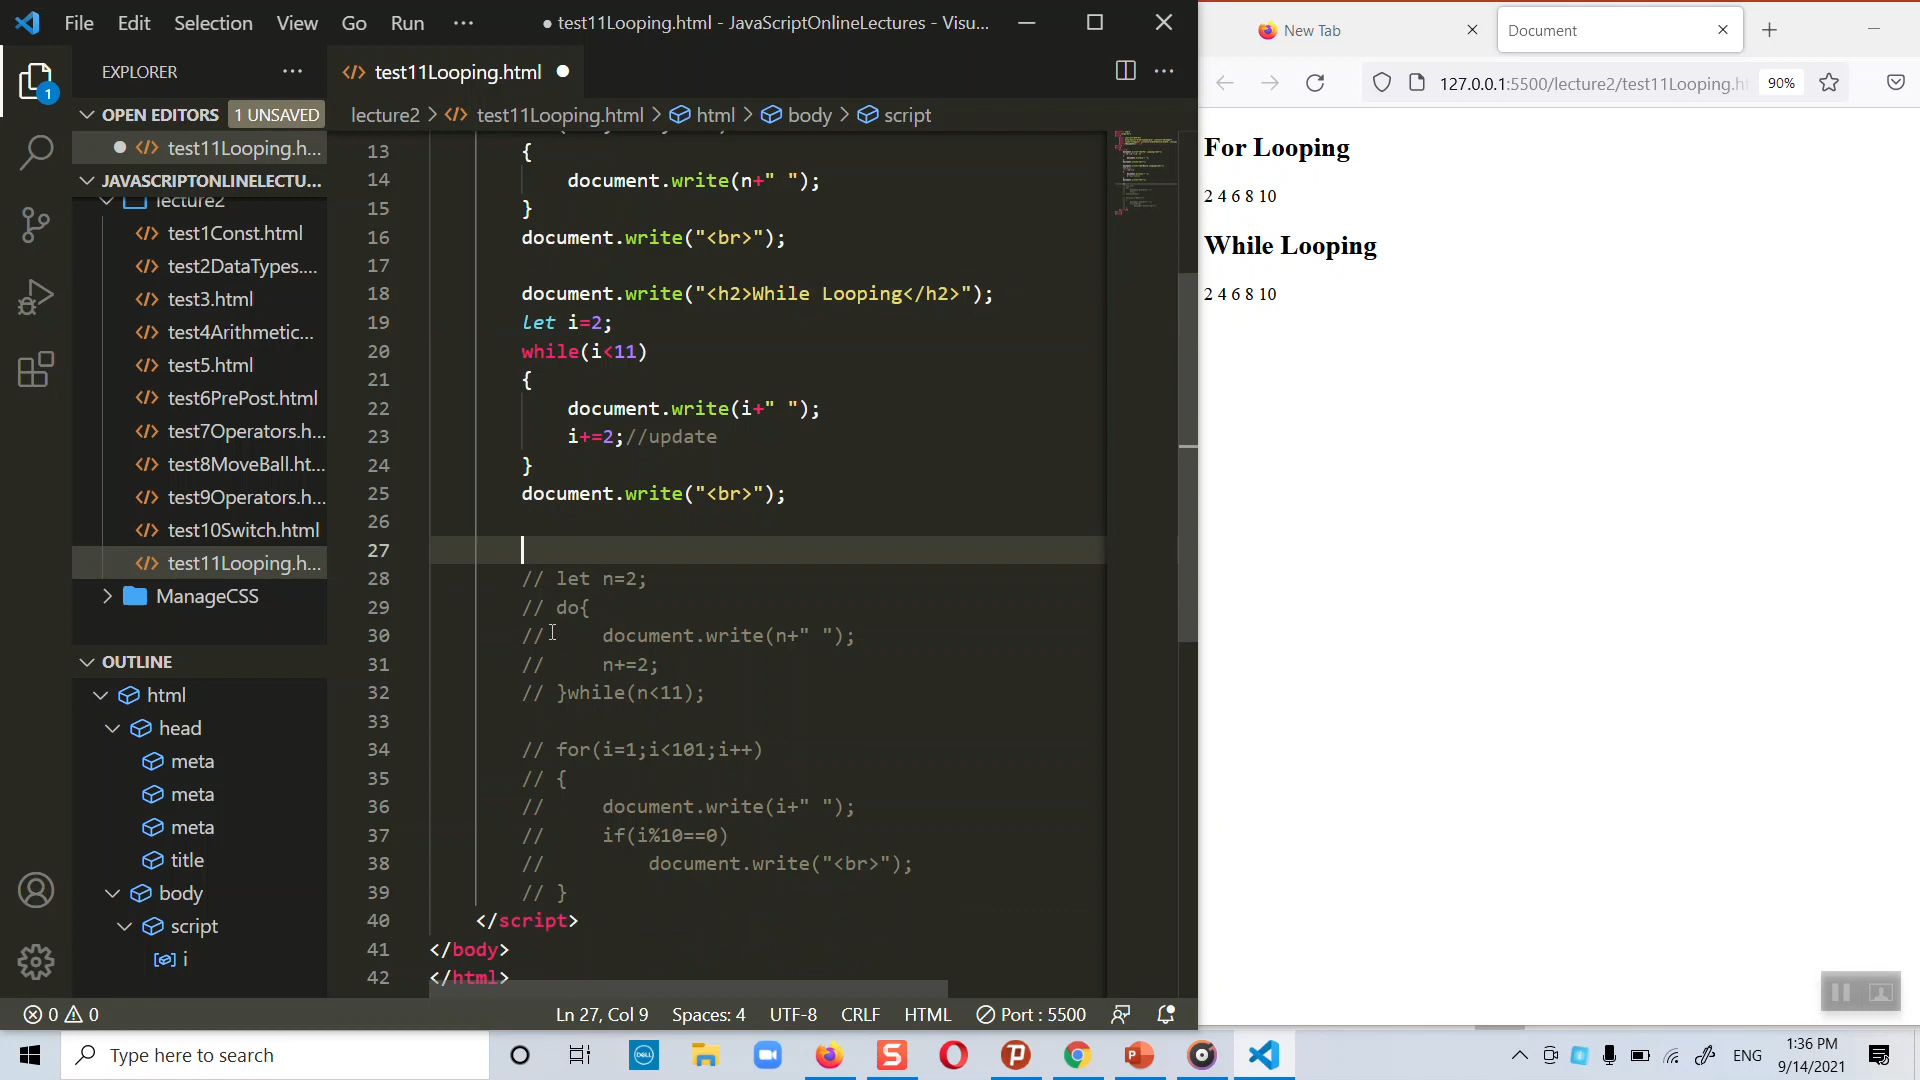 File Edit Selection View Go Run ··· ● test11Looping.html - JavaScriptOnlineLectures - Visu...
EXPLORER ···
OPEN EDITORS 1 UNSAVED
test11Looping.h...
JAVASCRIPTONLINELECTU...
lecture2
test1Const.html
test2DataTypes....
test3.html
test4Arithmetic...
test5.html
test6PrePost.html
test7Operators.h...
test8MoveBall.ht...
test9Operators.h...
test10Switch.html
test11Looping.h...
ManageCSS
OUTLINE
html
head
meta
meta
meta
title
body
script
i
1
test11Looping.html ●
lecture2 > test11Looping.html > html > body > script
13 {
14 document.write(n+" ");
15 }
16 document.write("<br>");
17
18 document.write("<h2>While Looping</h2>");
19 let i=2;
20 while(i<11)
21 {
22 document.write(i+" ");
23 i+=2;//update
24 }
25 document.write("<br>");
26
27
28 // let n=2;
29 // do{
30 // document.write(n+" ");
31 // n+=2;
32 // }while(n<11);
33
34 // for(i=1;i<101;i++)
35 // {
36 // document.write(i+" ");
37 // if(i%10==0)
38 // document.write("<br>");
39 // }
40 </script>
41 </body>
42 </html>
0 0 Ln 27, Col 9 Spaces: 4 UTF-8 CRLF HTML Port : 5500
New Tab
Document
127.0.0.1:5500/lecture2/test11Looping.h
90%
For Looping
2 4 6 8 10
While Looping
2 4 6 8 10
Type here to search
DELL
ENG
1:36 PM
9/14/2021